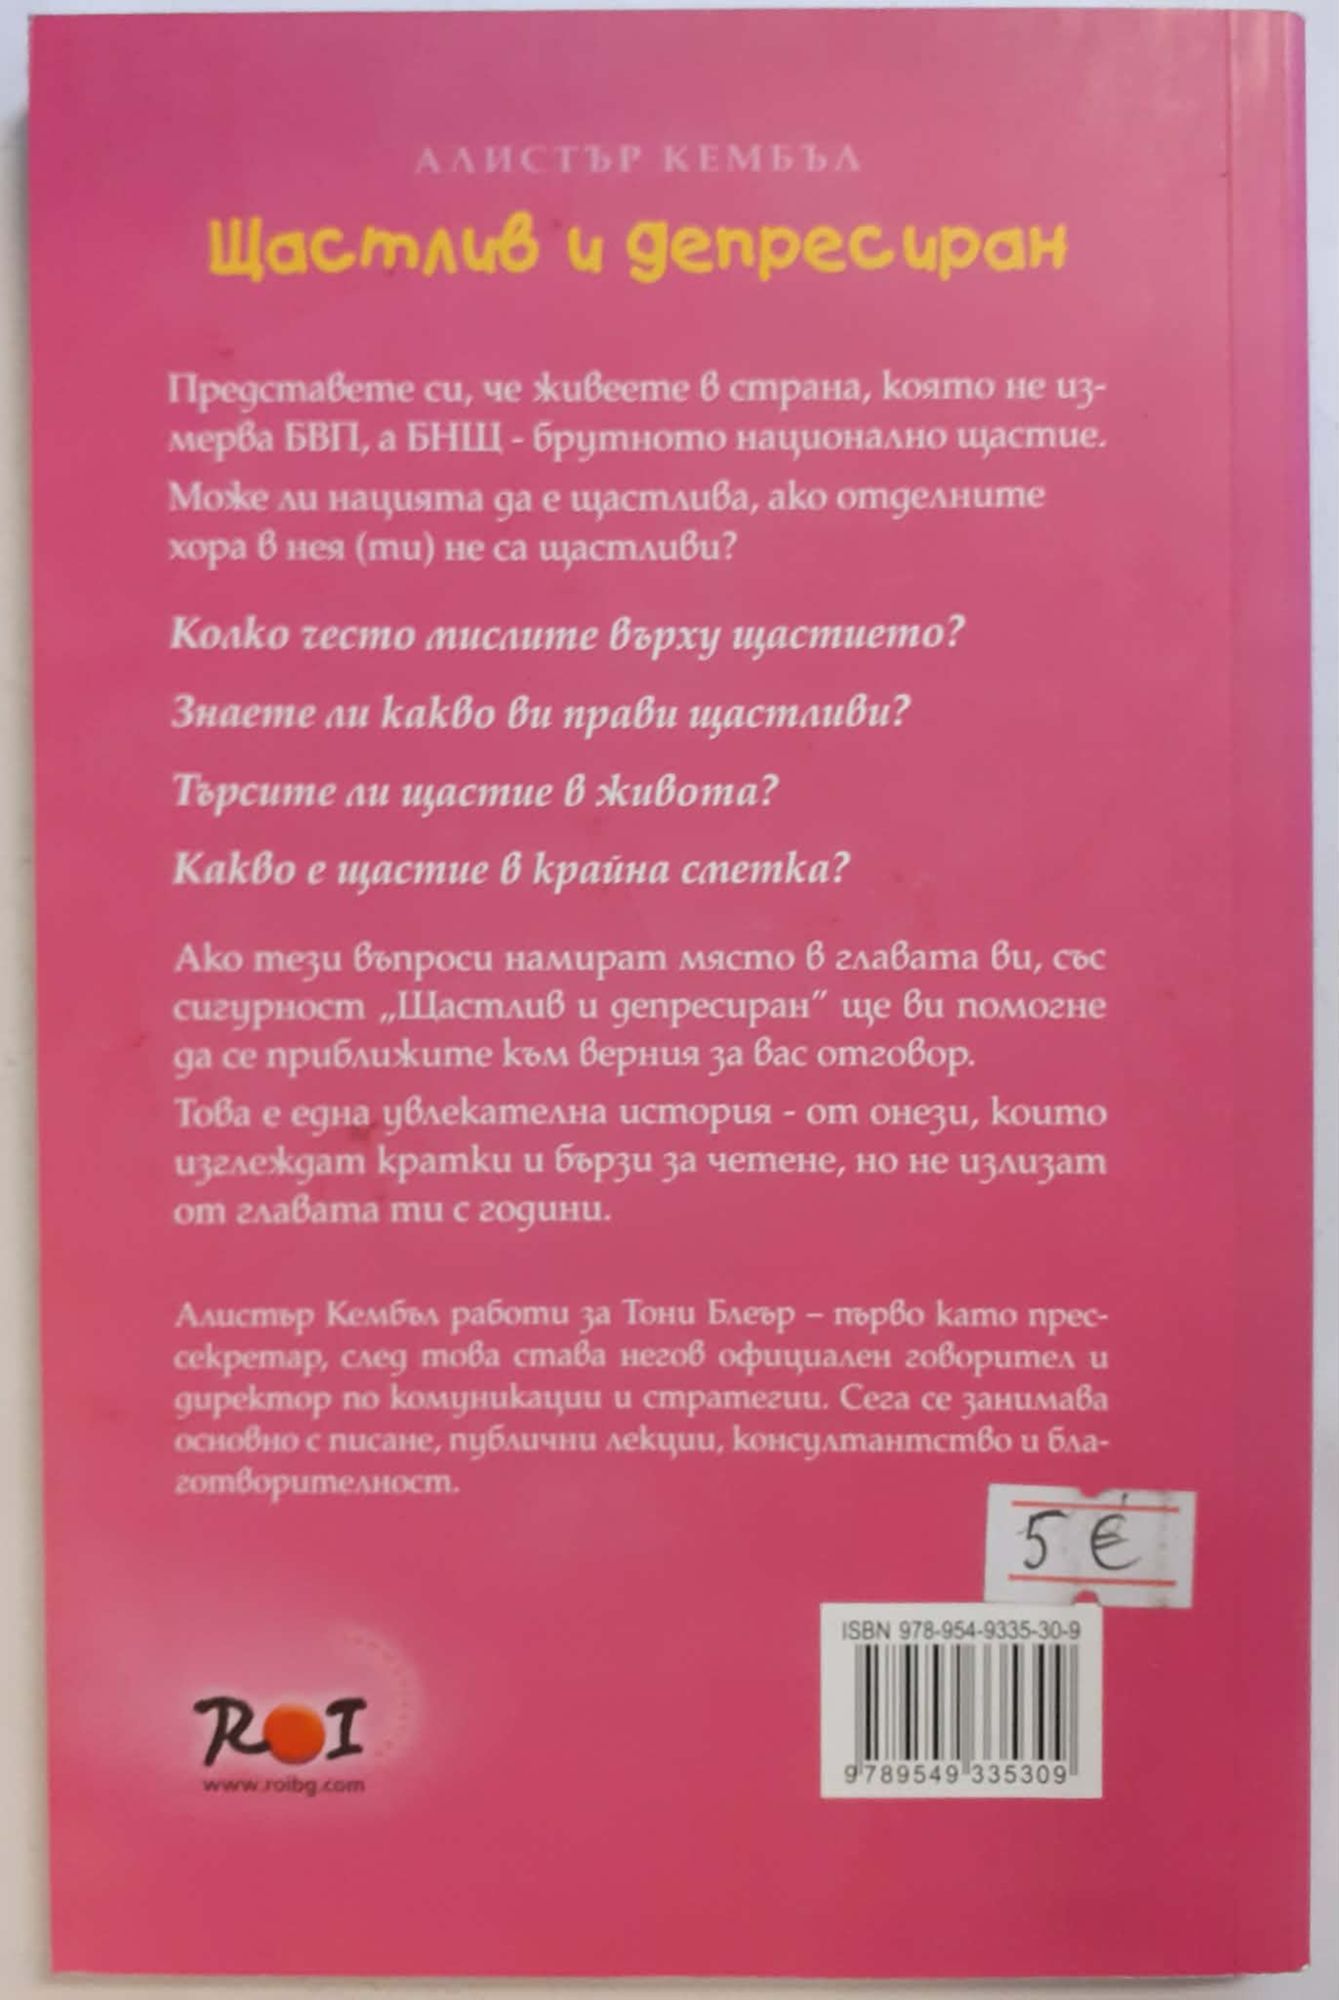 АЛИСТЪР КЕМБЪЛ
Щастлив и депресиран
Представете си, че живеете в страна, която не из-
мерва БВП, а БНЩ - брутното национално щастие.
Може ли нацията да е щастлива, ако отделните
хора в нея (ти) не са щастливи?
Колко често мислите върху щастието?
Знаете ли какво ви прави щастливи?
Търсите ли щастие в живота?
Какво е щастие в крайна сметка?
Ако тези въпроси намират място в главата ви, със
сигурност „Щастлив и депресиран” ще ви помогне
да се приближите към верния за вас отговор.
Това е една увлекателна история - от онези, които
изглеждат кратки и бързи за четене, но не излизат
от главата ти с години.
Алистър Кембъл работи за Тони Блеър – първо като прес-
секретар, след това става негов официален говорител и
директор по комуникации и стратегии. Сега се занимава
основно с писане, публични лекции, консултантство и бла-
готворителност.
5 €
ISBN 978-954-9335-30-9
9 789549 335309
ROI
www.roibg.com